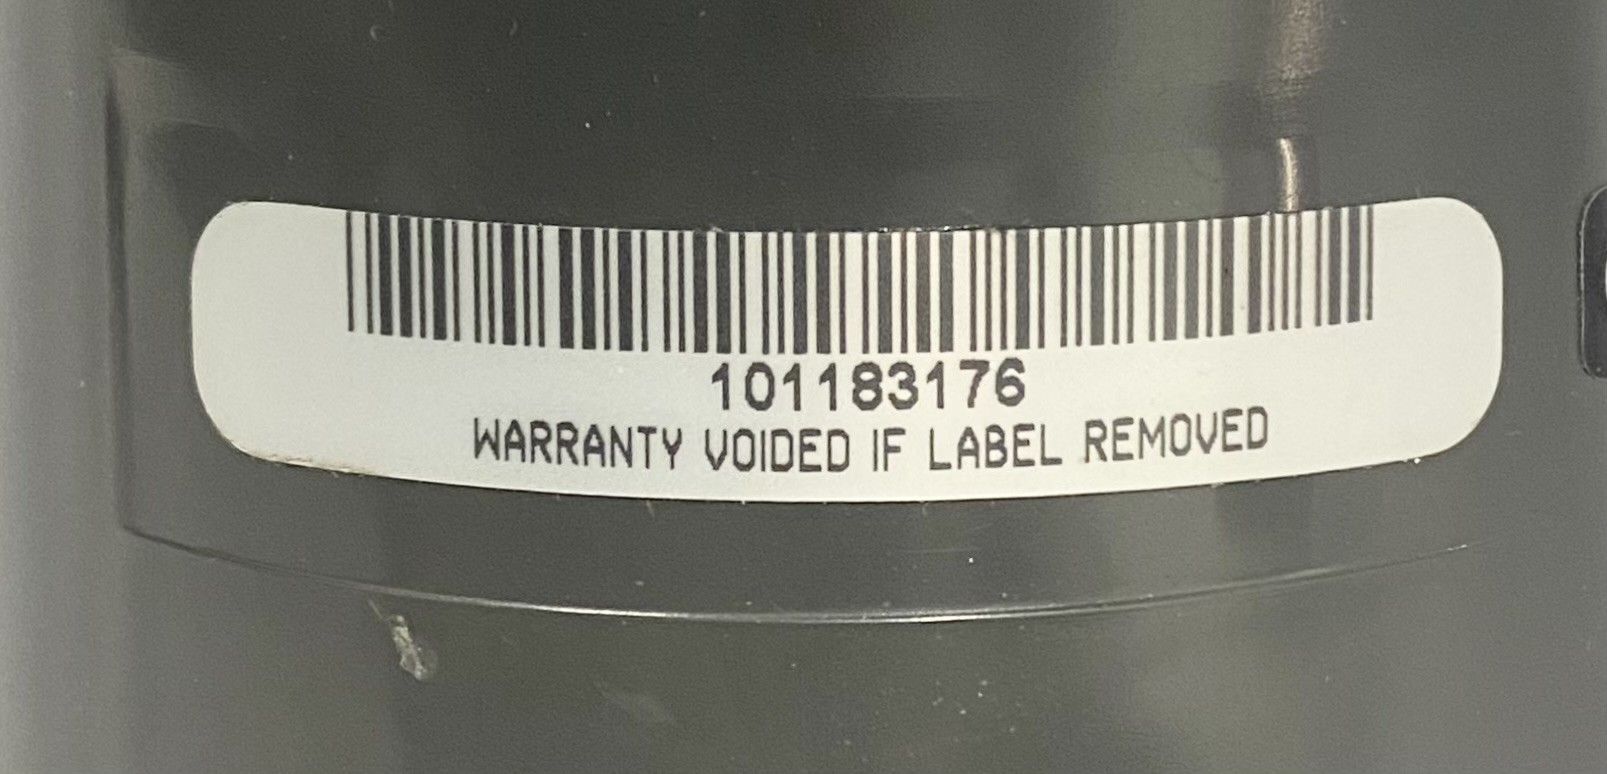 101183176
WARRANTY VOIDED IF LABEL REMOVED